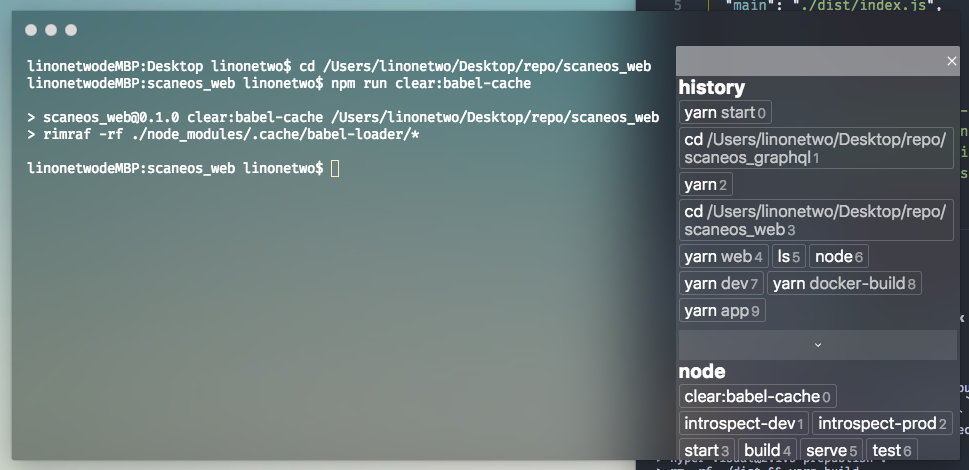 5 "main": "./dist/index.js",
linonetwodeMBP:Desktop linonetwo$ cd /Users/linonetwo/Desktop/repo/scaneos_web
linonetwodeMBP:scaneos_web linonetwo$ npm run clear:babel-cache
> scaneos_web@0.1.0 clear:babel-cache /Users/linonetwo/Desktop/repo/scaneos_web
> rimraf -rf ./node_modules/.cache/babel-loader/*
linonetwodeMBP:scaneos_web linonetwo$
×
history
yarn start 0
cd /Users/linonetwo/Desktop/repo/
scaneos_graphql 1
yarn 2
cd /Users/linonetwo/Desktop/repo/
scaneos_web 3
yarn web 4 ls 5 node 6
yarn dev 7 yarn docker-build 8
yarn app 9
node
clear:babel-cache 0
introspect-dev 1 introspect-prod 2
start 3 build 4 serve 5 test 6